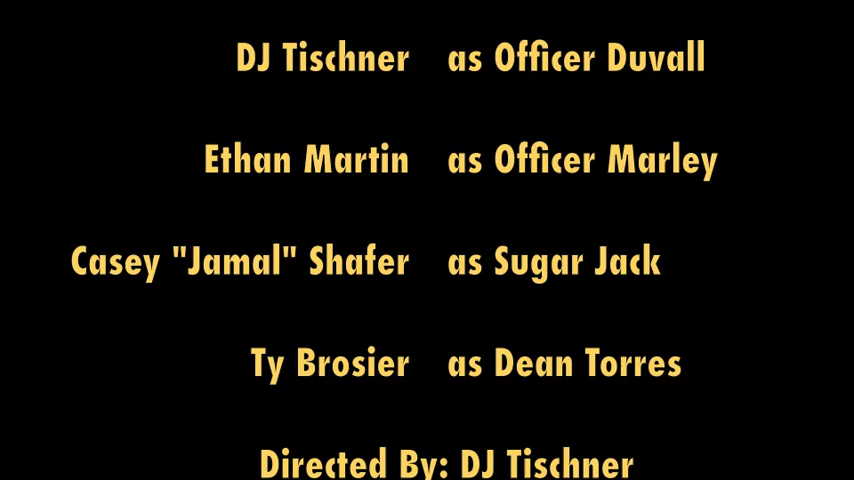 DJ Tischner as Officer Duvall
Ethan Martin as Officer Marley
Casey "Jamal" Shafer as Sugar Jack
Ty Brosier as Dean Torres
Directed By: DJ Tischner